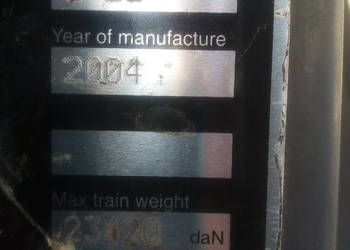 Year of manufacture
2004
Max train weight
23420 daN